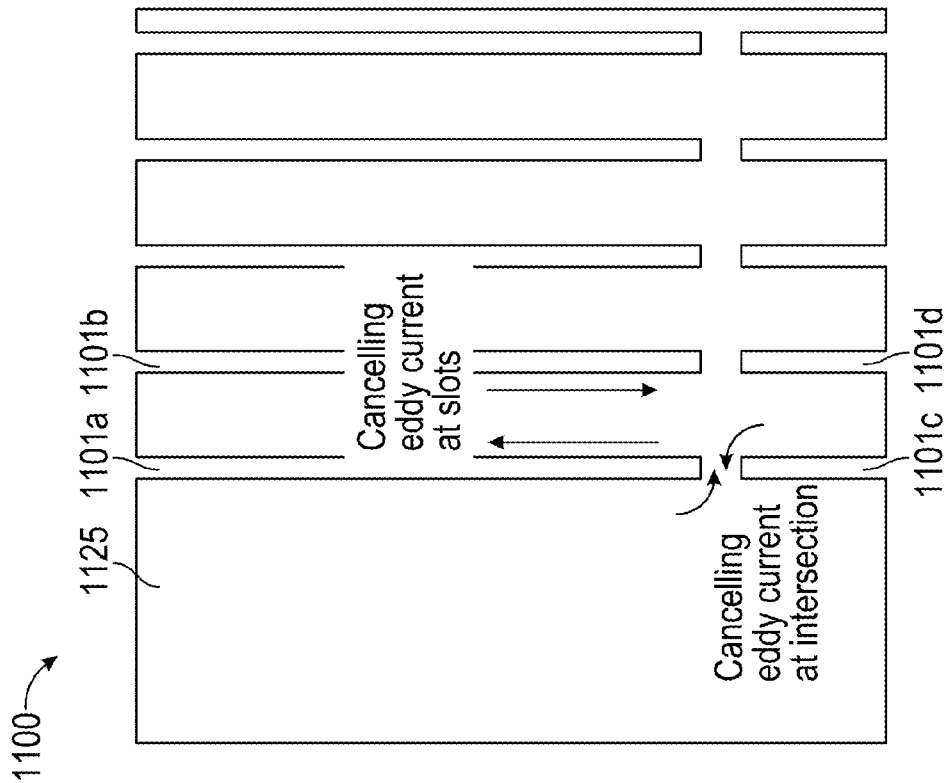 1100
1125
1101a
1101b
Cancelling
eddy current
at slots
Cancelling
eddy current
at intersection
1101c
1101d